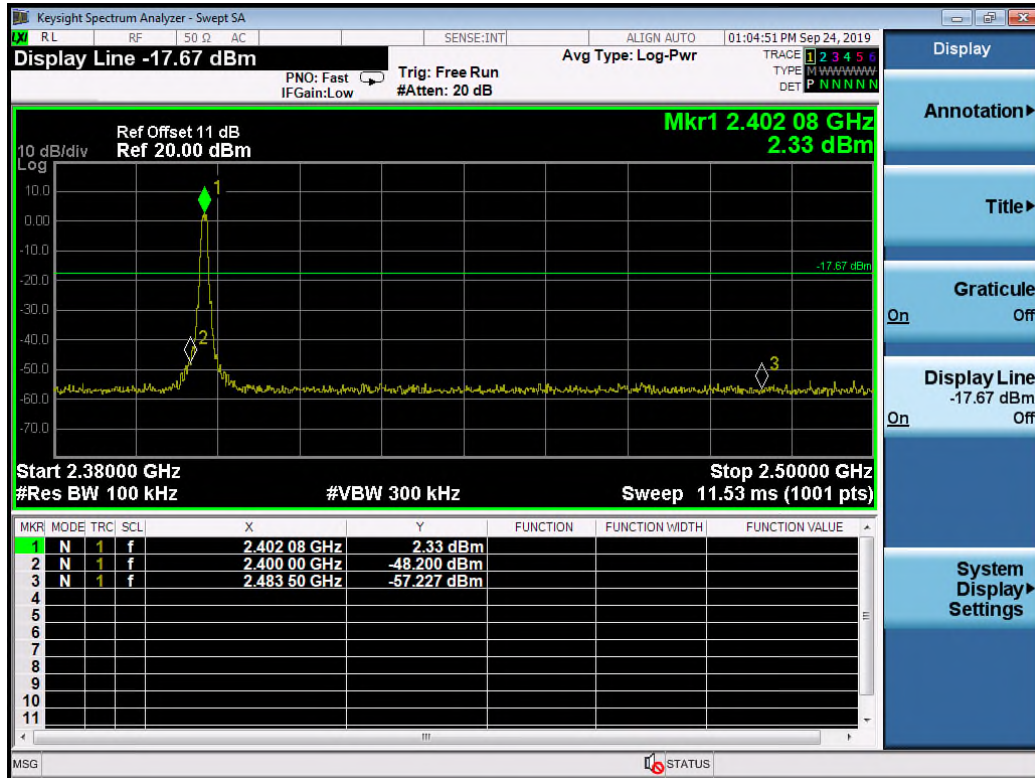 Keysight Spectrum Analyzer - Swept SA
LXI RL RF 50 Ω AC SENSE:INT ALIGN AUTO 01:04:51 PM Sep 24, 2019
Display Line -17.67 dBm
PNO: Fast
IFGain:Low
Trig: Free Run
#Atten: 20 dB
Avg Type: Log-Pwr
TRACE 1 2 3 4 5 6
TYPE M WWWWW
DET P N N N N N
Display
Annotation
Title
Graticule
On Off
Display Line
-17.67 dBm
On Off
System
Display
Settings
Mkr1 2.402 08 GHz
2.33 dBm
Ref Offset 11 dB
10 dB/div Ref 20.00 dBm
Log
10.0
0.00
-10.0
-20.0
-30.0
-40.0
-50.0
-60.0
-70.0
1
-17.67 dBm
2
3
Start 2.38000 GHz Stop 2.50000 GHz
#Res BW 100 kHz #VBW 300 kHz Sweep 11.53 ms (1001 pts)
MKR MODE TRC SCL X Y FUNCTION FUNCTION WIDTH FUNCTION VALUE
1 N 1 f 2.402 08 GHz 2.33 dBm
2 N 1 f 2.400 00 GHz -48.200 dBm
3 N 1 f 2.483 50 GHz -57.227 dBm
4
5
6
7
8
9
10
11
MSG STATUS